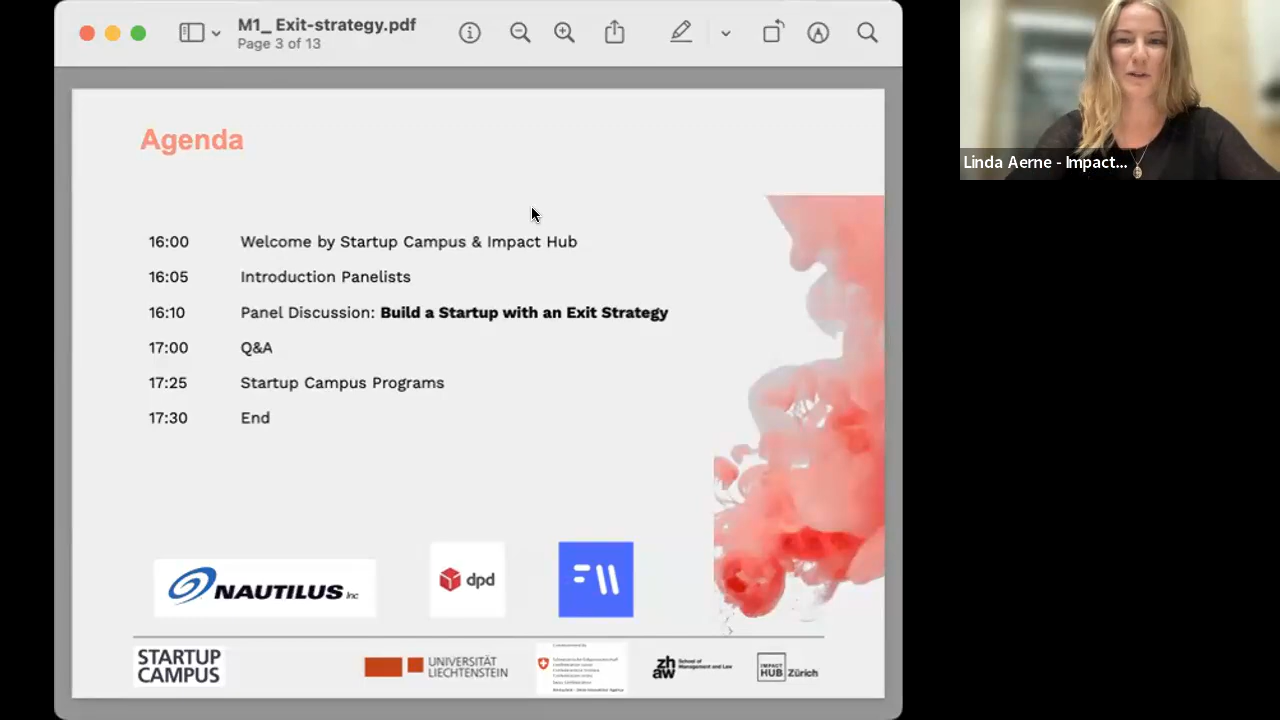 M1_ Exit-strategy.pdf
Page 3 of 13
Linda Aerne - Impact...
Agenda
16:00 Welcome by Startup Campus & Impact Hub
16:05 Introduction Panelists
16:10 Panel Discussion: Build a Startup with an Exit Strategy
17:00 Q&A
17:25 Startup Campus Programs
17:30 End
NAUTILUS Inc
dpd
STARTUP
CAMPUS
UNIVERSITÄT
LIECHTENSTEIN
zh
aw
School of
Management and Law
IMPACT
HUB
Zürich